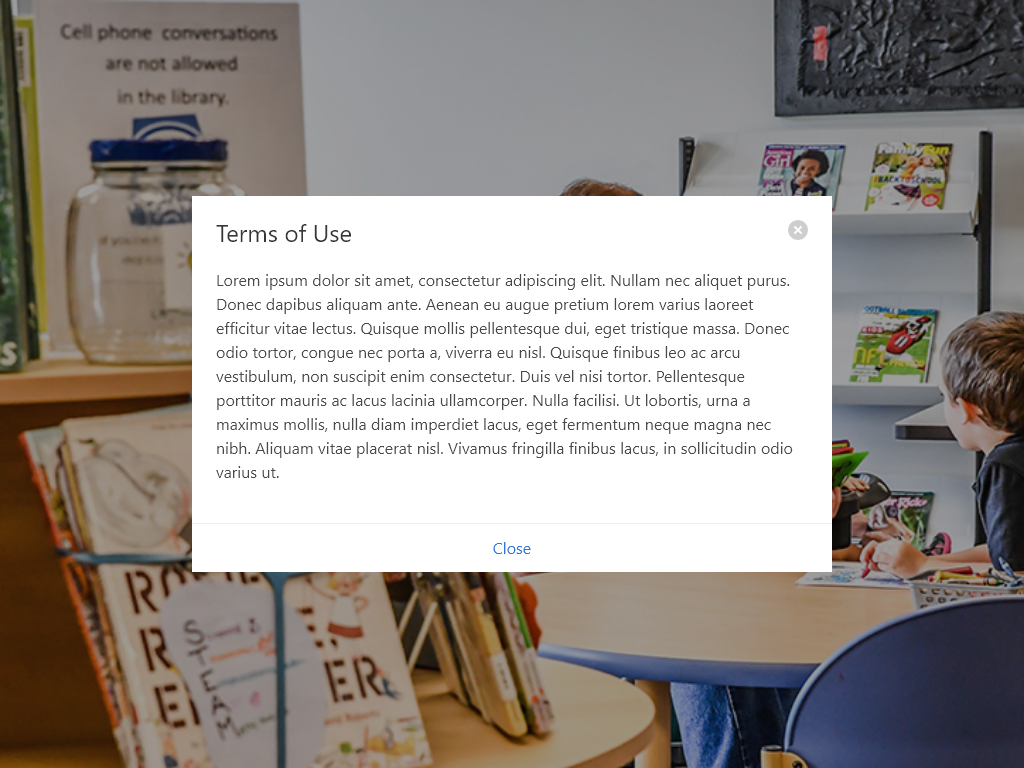 Cell phone conversations
are not allowed
in the library.
Girl
FamilyFun
BACK TO SCHOOL
Terms of Use
Lorem ipsum dolor sit amet, consectetur adipiscing elit. Nullam nec aliquet purus.
Donec dapibus aliquam ante. Aenean eu augue pretium lorem varius laoreet
efficitur vitae lectus. Quisque mollis pellentesque dui, eget tristique massa. Donec
odio tortor, congue nec porta a, viverra eu nisl. Quisque finibus leo ac arcu
vestibulum, non suscipit enim consectetur. Duis vel nisi tortor. Pellentesque
porttitor mauris ac lacus lacinia ullamcorper. Nulla facilisi. Ut lobortis, urna a
maximus mollis, nulla diam imperdiet lacus, eget fermentum neque magna nec
nibh. Aliquam vitae placerat nisl. Vivamus fringilla finibus lacus, in sollicitudin odio
varius ut.
Close
S
STEAM